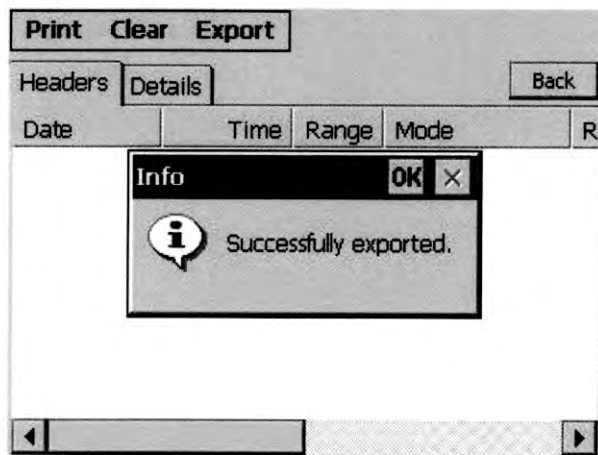 Print Clear Export
Headers Details Back
Date Time Range Mode R
Info OK
Successfully exported.